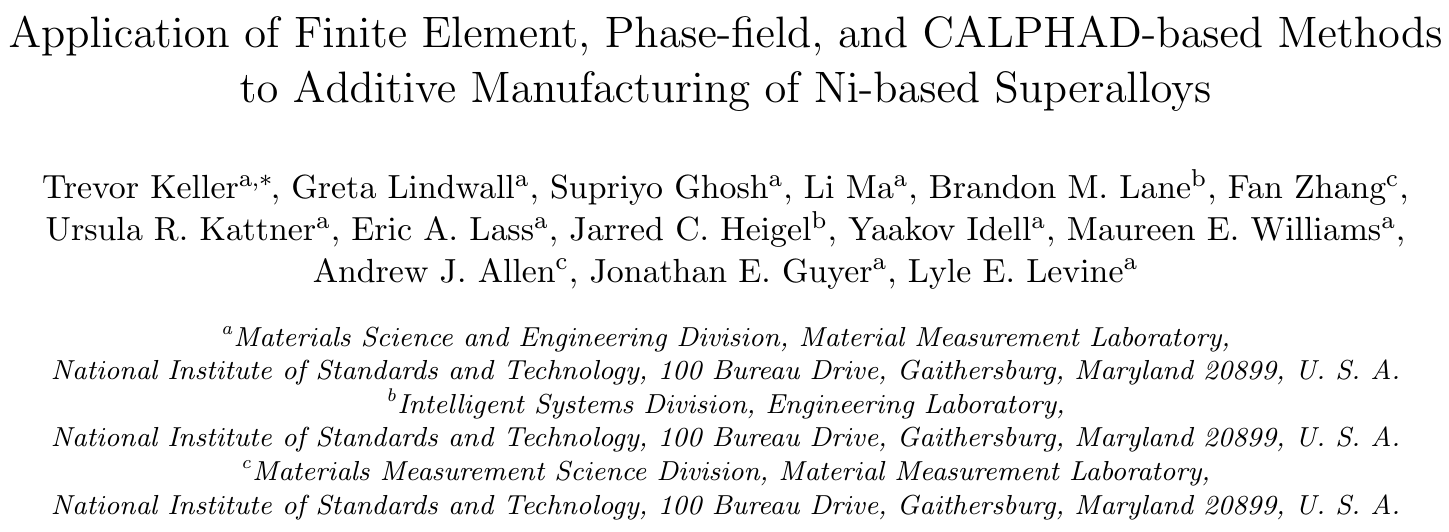 Application of Finite Element, Phase-field, and CALPHAD-based Methods
to Additive Manufacturing of Ni-based Superalloys
Trevor Keller^{a,*}, Greta Lindwall^a, Supriyo Ghosh^a, Li Ma^a, Brandon M. Lane^b, Fan Zhang^c,
Ursula R. Kattner^a, Eric A. Lass^a, Jarred C. Heigel^b, Yaakov Idell^a, Maureen E. Williams^a,
Andrew J. Allen^c, Jonathan E. Guyer^a, Lyle E. Levine^a
^a Materials Science and Engineering Division, Material Measurement Laboratory,
National Institute of Standards and Technology, 100 Bureau Drive, Gaithersburg, Maryland 20899, U. S. A.
^b Intelligent Systems Division, Engineering Laboratory,
National Institute of Standards and Technology, 100 Bureau Drive, Gaithersburg, Maryland 20899, U. S. A.
^c Materials Measurement Science Division, Material Measurement Laboratory,
National Institute of Standards and Technology, 100 Bureau Drive, Gaithersburg, Maryland 20899, U. S. A.